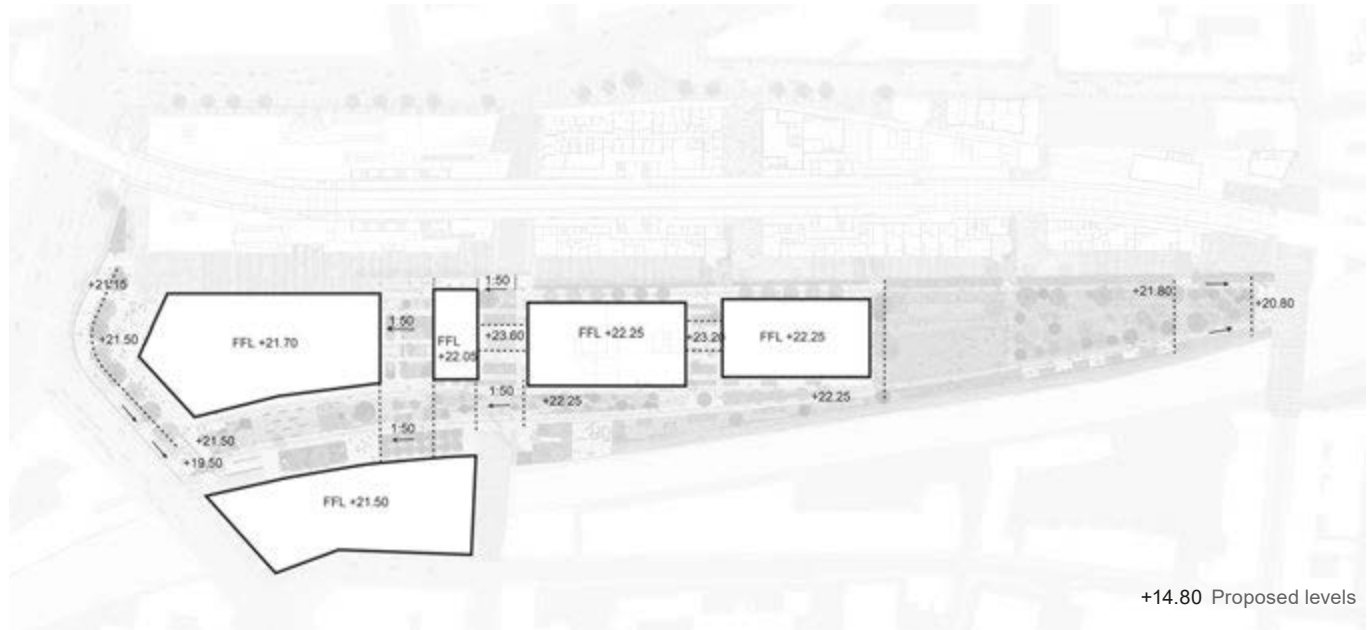 +21.15
1:50
+21.80
+20.80
1:50
+21.50
FFL +21.70
FFL
+22.05
+23.60
FFL +22.25
+23.20
FFL +22.25
1:50
+22.25
+22.25
1:50
+21.50
+19.50
FFL +21.50
+14.80 Proposed levels